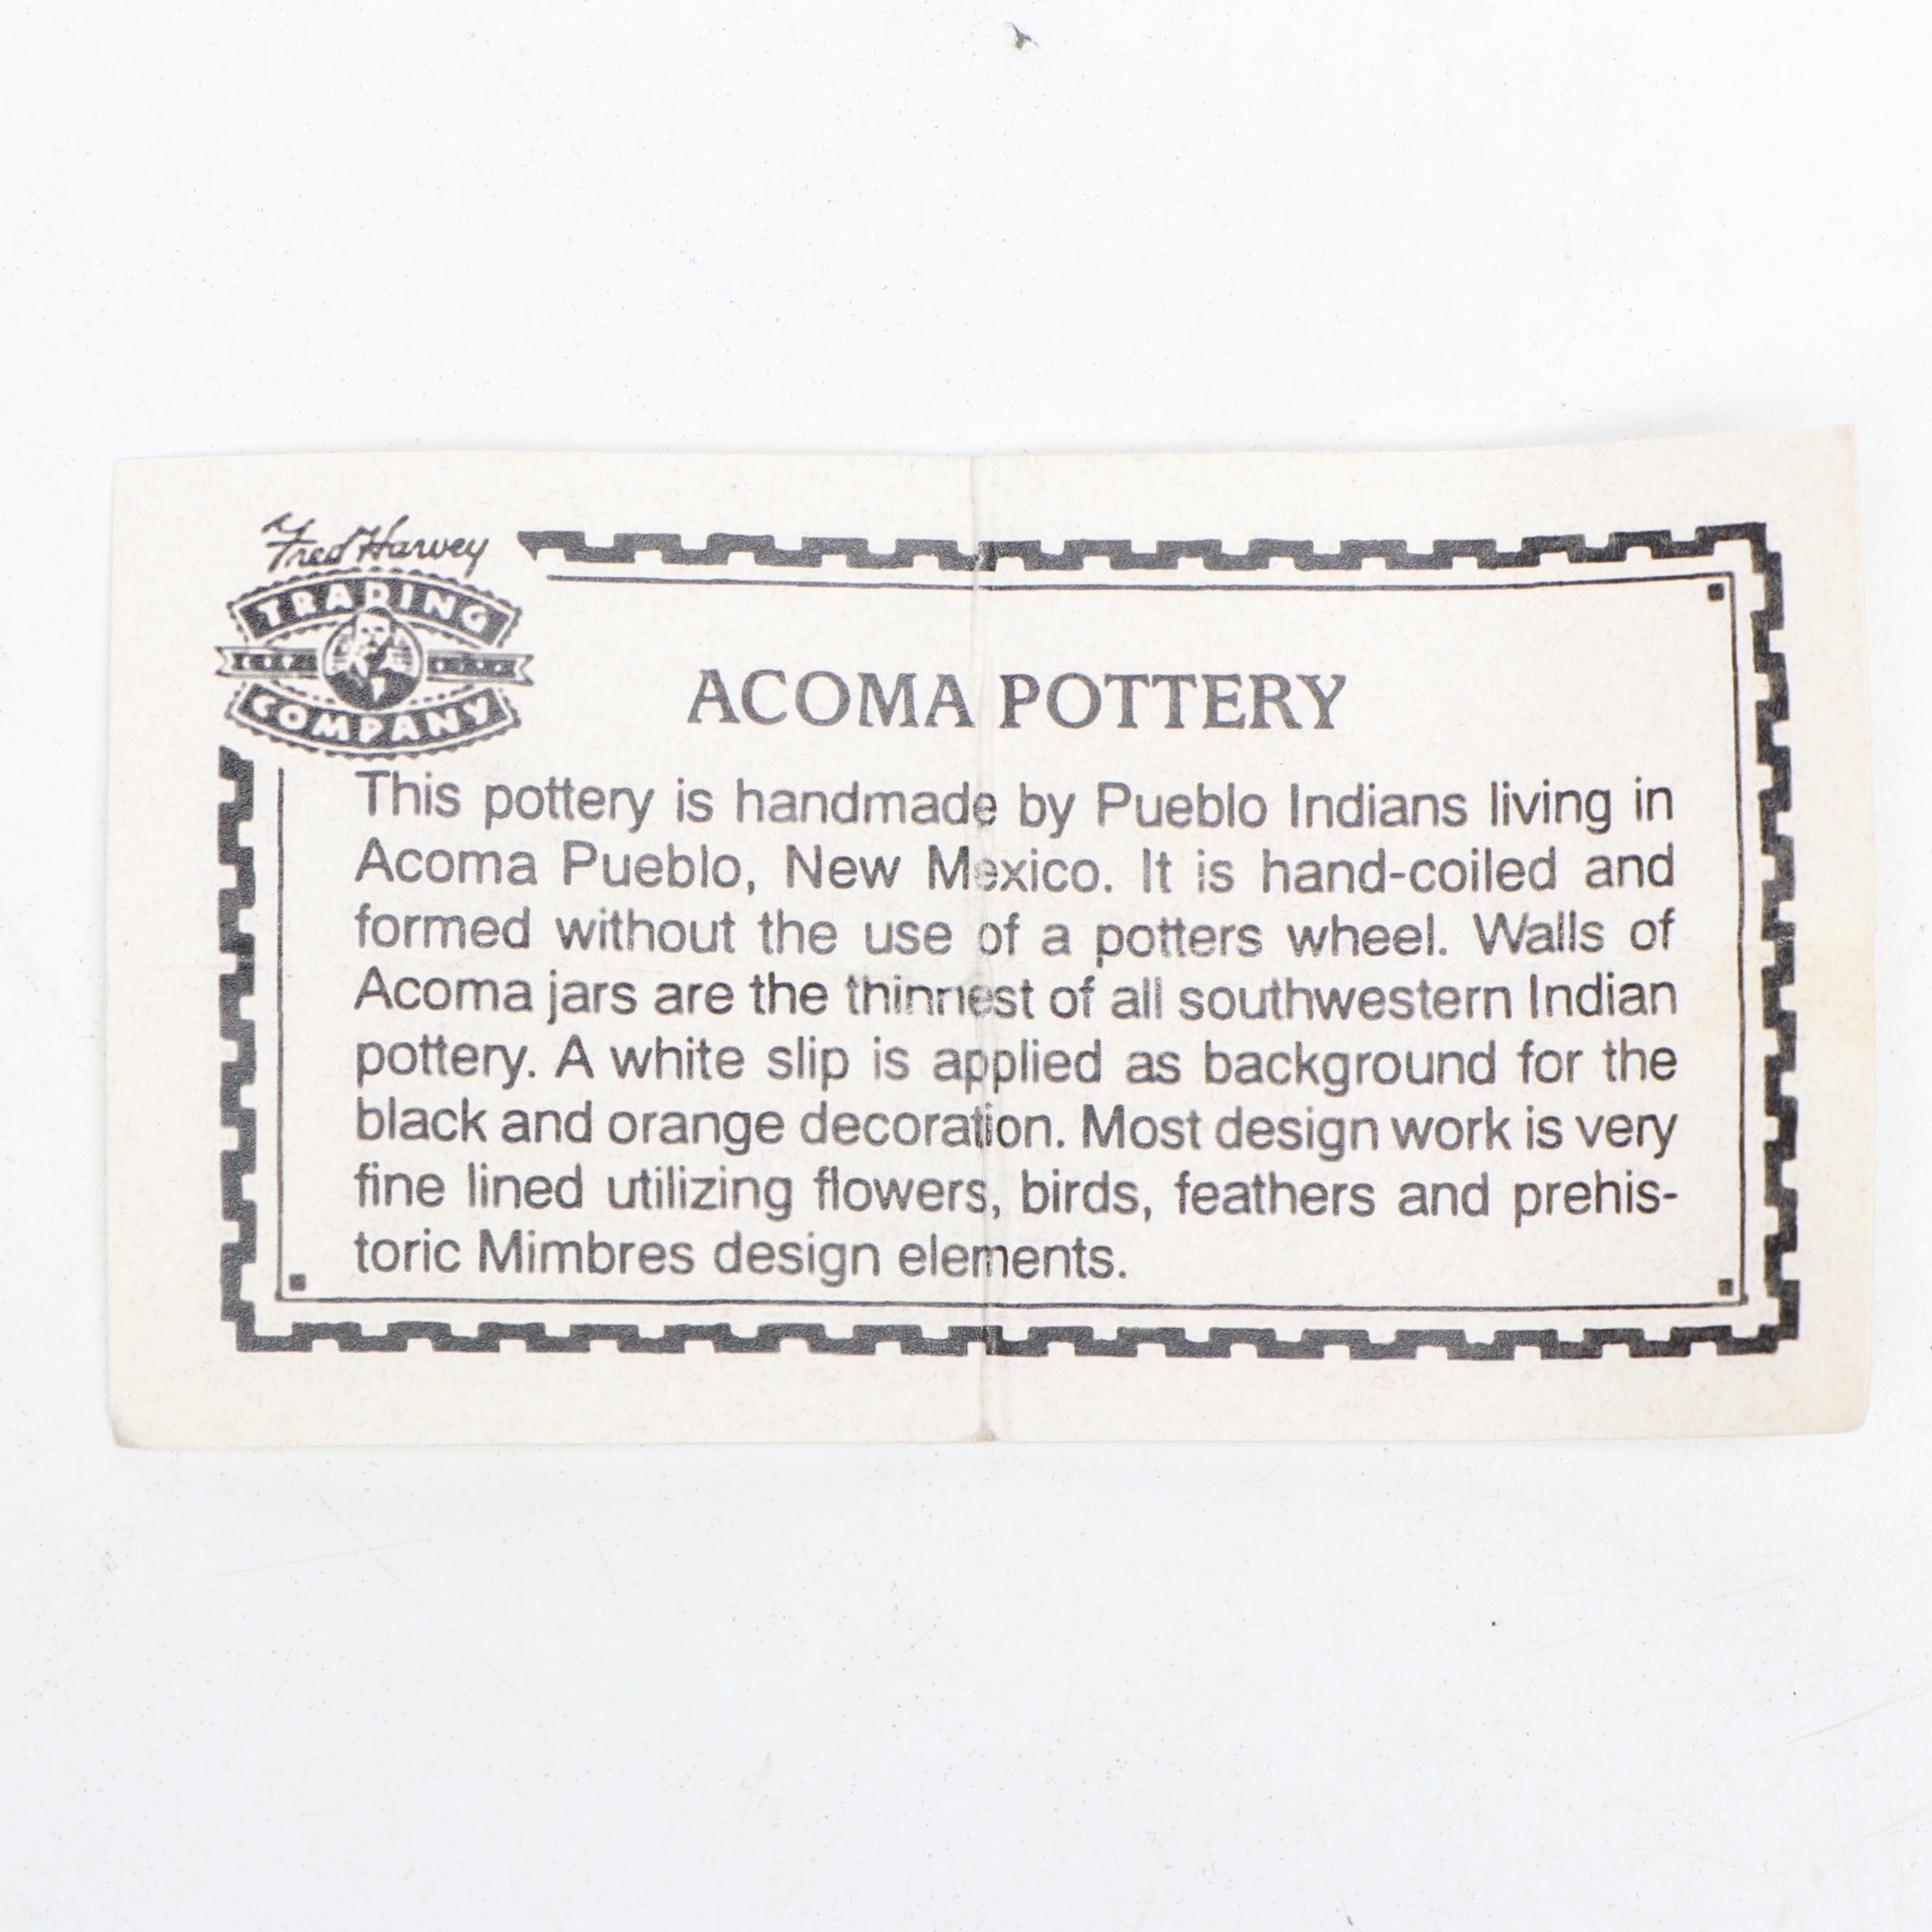 Fred Harvey
TRADING
COMPANY
ACOMA POTTERY
This pottery is handmade by Pueblo Indians living in
Acoma Pueblo, New Mexico. It is hand-coiled and
formed without the use of a potters wheel. Walls of
Acoma jars are the thinnest of all southwestern Indian
pottery. A white slip is applied as background for the
black and orange decoration. Most design work is very
fine lined utilizing flowers, birds, feathers and prehis-
toric Mimbres design elements.